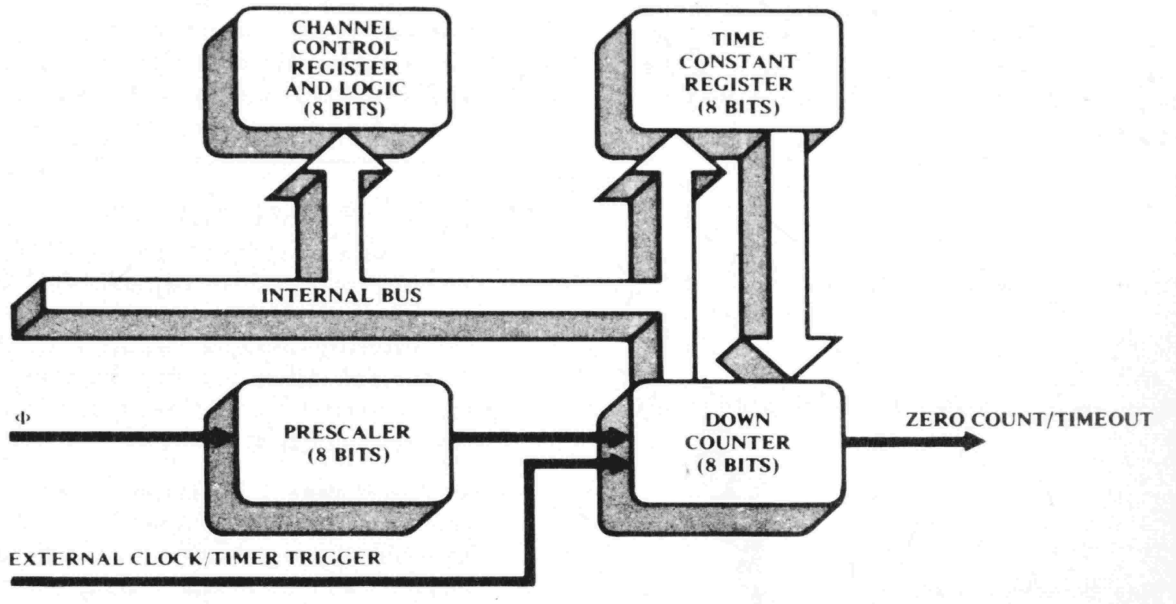 CHANNEL
CONTROL
REGISTER
AND LOGIC
(8 BITS)
TIME
CONSTANT
REGISTER
(8 BITS)
INTERNAL BUS
Φ
PRESCALER
(8 BITS)
DOWN
COUNTER
(8 BITS)
ZERO COUNT/TIMEOUT
EXTERNAL CLOCK/TIMER TRIGGER